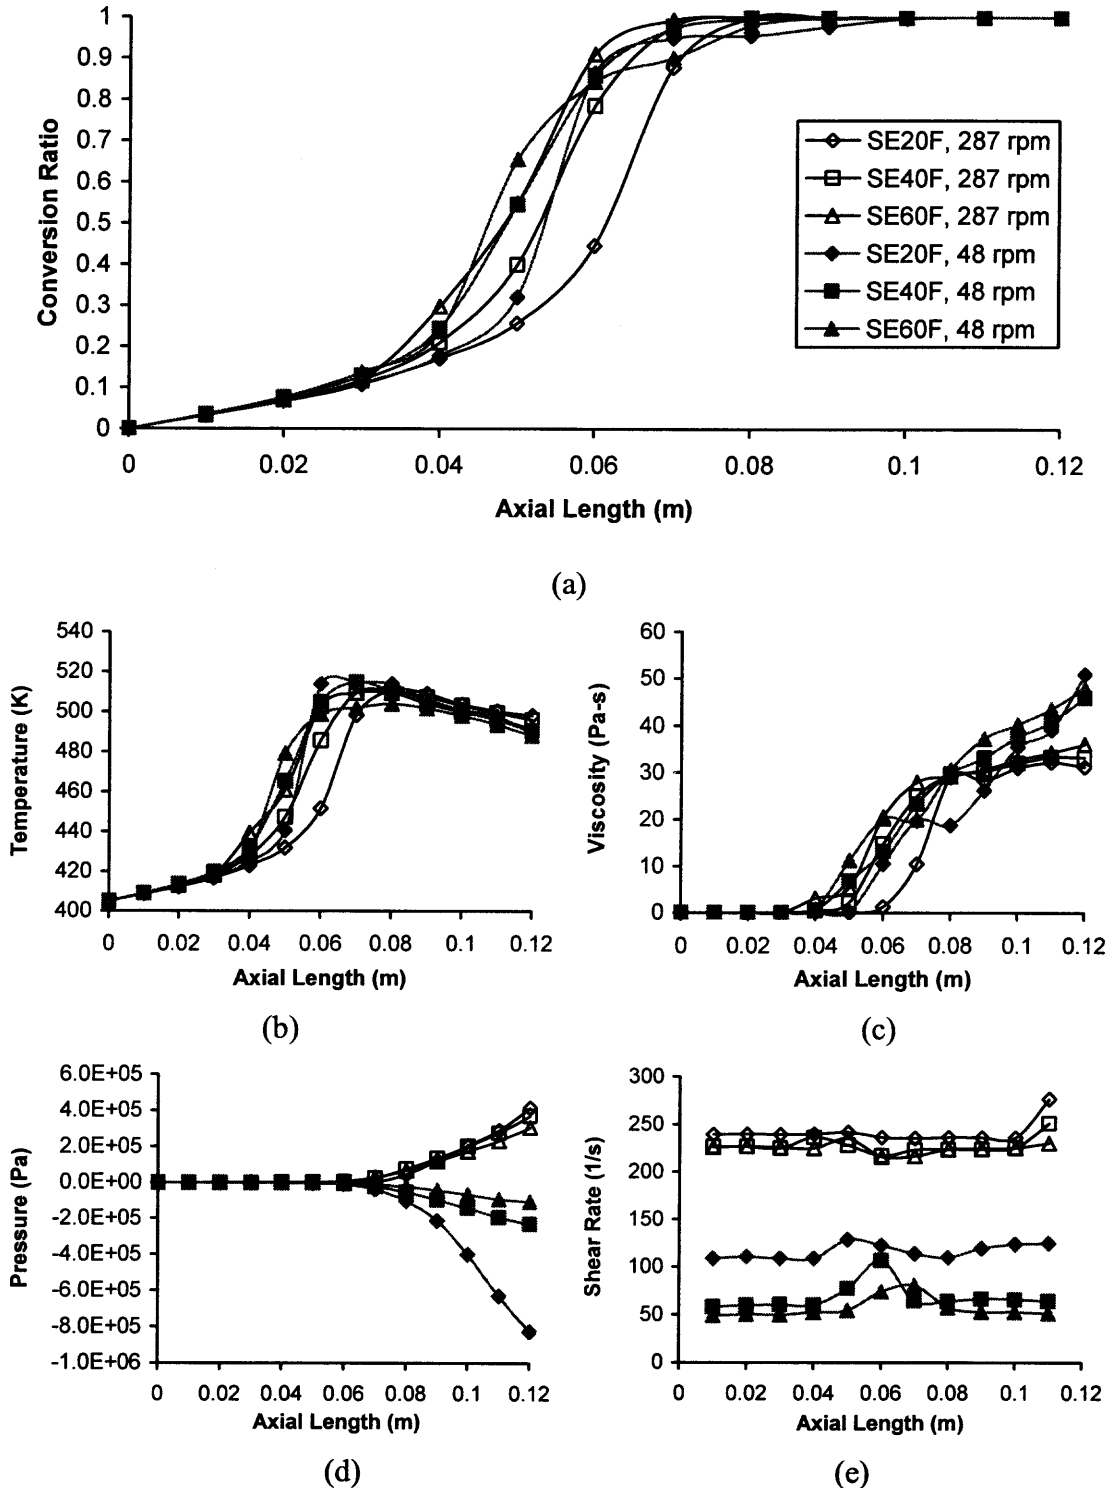 1
0.9
0.8
0.7
0.6
0.5
0.4
0.3
0.2
0.1
0
Conversion Ratio
SE20F, 287 rpm
SE40F, 287 rpm
SE60F, 287 rpm
SE20F, 48 rpm
SE40F, 48 rpm
SE60F, 48 rpm
0 0.02 0.04 0.06 0.08 0.1 0.12
Axial Length (m)
(a)
540
520
500
480
460
440
420
400
Temperature (K)
0 0.02 0.04 0.06 0.08 0.1 0.12
Axial Length (m)
(b)
60
50
40
30
20
10
0
Viscosity (Pa-s)
0 0.02 0.04 0.06 0.08 0.1 0.12
Axial Length (m)
(c)
6.0E+05
4.0E+05
2.0E+05
0.0E+00
-2.0E+05
-4.0E+05
-6.0E+05
-8.0E+05
-1.0E+06
Pressure (Pa)
0 0.02 0.04 0.06 0.08 0.1 0.12
Axial Length (m)
(d)
300
250
200
150
100
50
0
Shear Rate (1/s)
0 0.02 0.04 0.06 0.08 0.1 0.12
Axial Length (m)
(e)